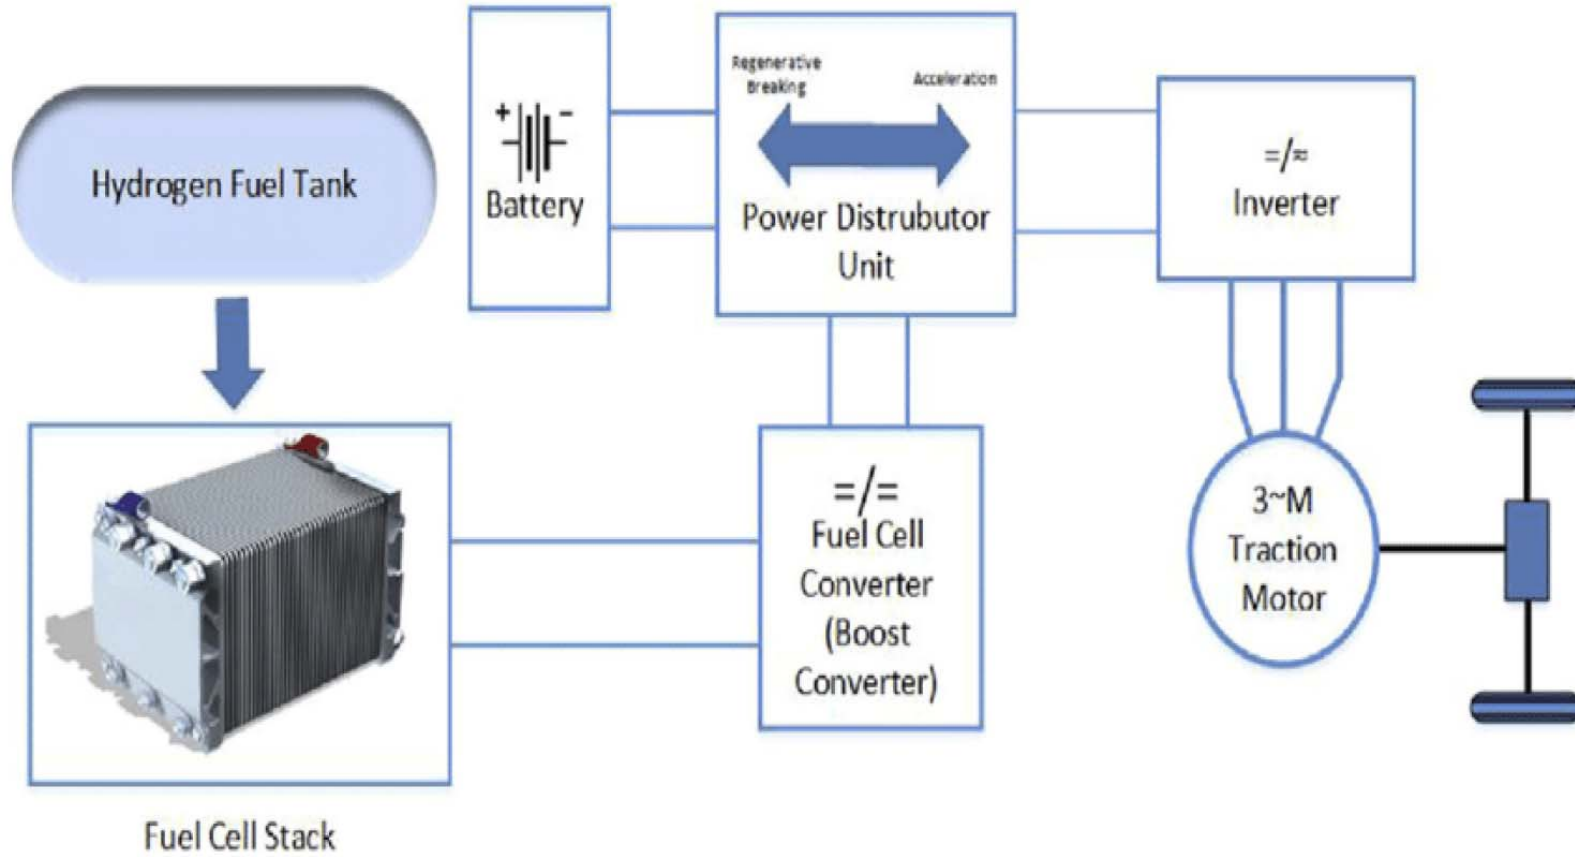 Hydrogen Fuel Tank
+ −
Battery
Regenerative
Breaking
Acceleration
Power Distrubutor
Unit
=/≈
Inverter
=/=
Fuel Cell
Converter
(Boost
Converter)
3~M
Traction
Motor
Fuel Cell Stack